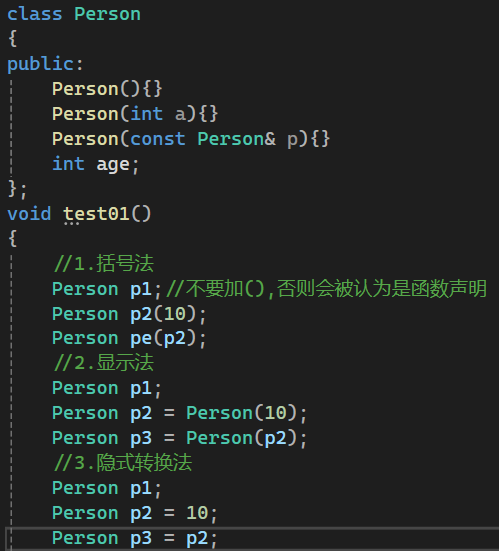 class Person
{
public:
    Person(){}
    Person(int a){}
    Person(const Person& p){}
    int age;
};
void test01()
{
    //1.括号法
    Person p1;//不要加(),否则会被认为是函数声明
    Person p2(10);
    Person pe(p2);
    //2.显示法
    Person p1;
    Person p2 = Person(10);
    Person p3 = Person(p2);
    //3.隐式转换法
    Person p1;
    Person p2 = 10;
    Person p3 = p2;